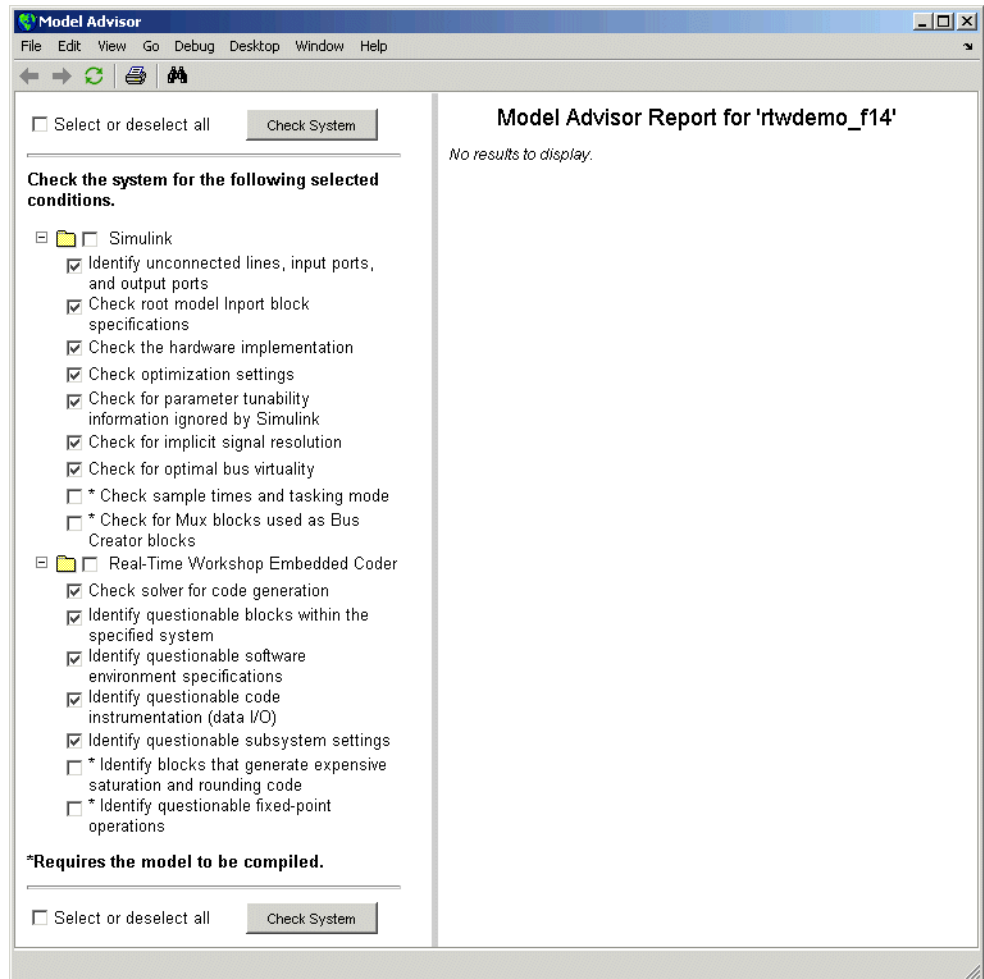 Model Advisor
File Edit View Go Debug Desktop Window Help
Select or deselect all Check System
Check the system for the following selected
conditions.
Simulink
Identify unconnected lines, input ports,
and output ports
Check root model Inport block
specifications
Check the hardware implementation
Check optimization settings
Check for parameter tunability
information ignored by Simulink
Check for implicit signal resolution
Check for optimal bus virtuality
* Check sample times and tasking mode
* Check for Mux blocks used as Bus
Creator blocks
Real-Time Workshop Embedded Coder
Check solver for code generation
Identify questionable blocks within the
specified system
Identify questionable software
environment specifications
Identify questionable code
instrumentation (data I/O)
Identify questionable subsystem settings
* Identify blocks that generate expensive
saturation and rounding code
* Identify questionable fixed-point
operations
*Requires the model to be compiled.
Select or deselect all Check System
Model Advisor Report for 'rtwdemo_f14'
No results to display.